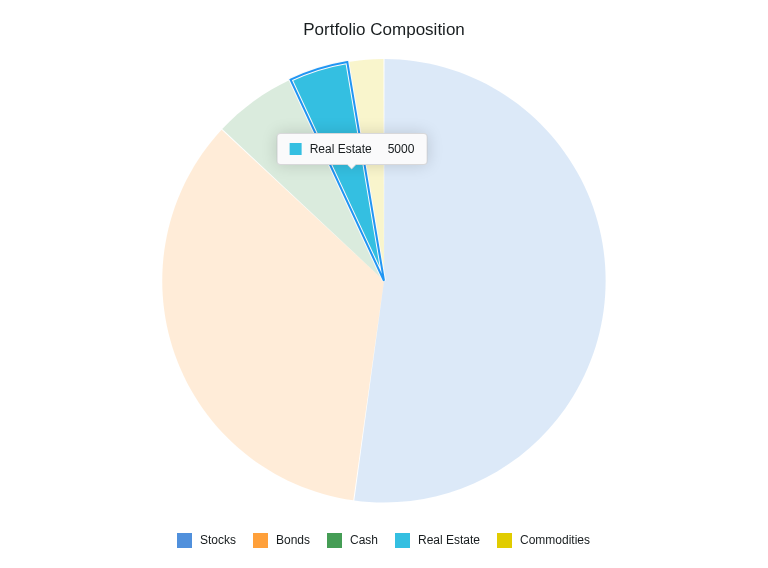 Portfolio Composition
Real Estate 5000
Stocks Bonds Cash Real Estate Commodities